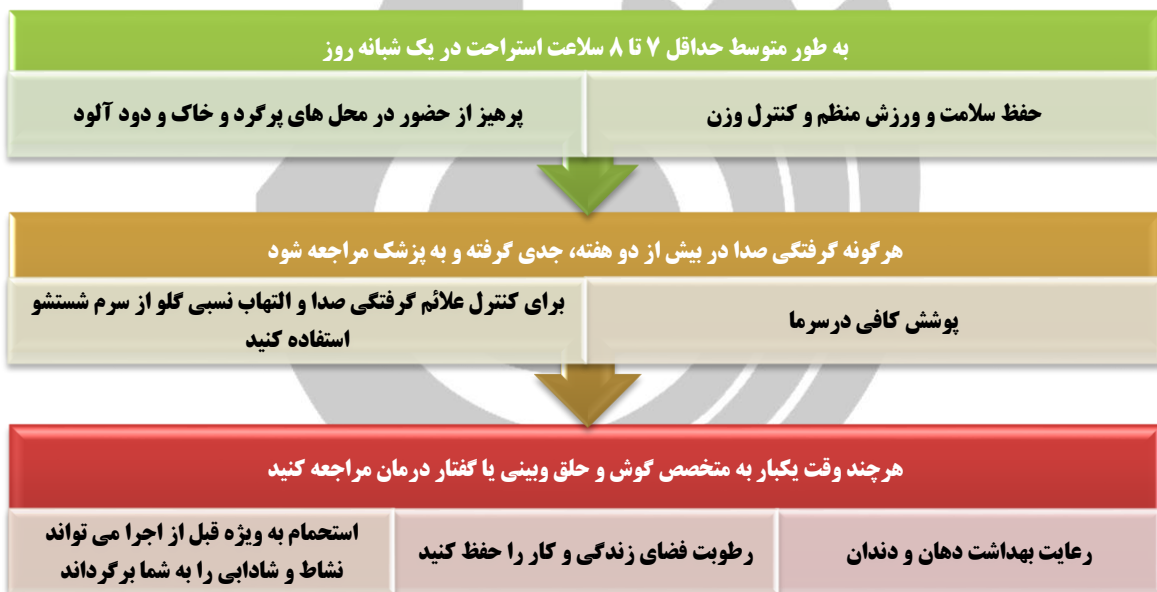 به طور متوسط حداقل ۷ تا ۸ سلاعت استراحت در یک شبانه روز
حفظ سلامت و ورزش منظم و کنترل وزن
پرهیز از حضور در محل های پرگرد و خاک و دود آلود
هرگونه گرفتگی صدا در بیش از دو هفته، جدی گرفته و به پزشک مراجعه شود
پوشش کافی درسرما
برای کنترل علائم گرفتگی صدا و التهاب نسبی گلو از سرم شستشو
استفاده کنید
هرچند وقت یکبار به متخصص گوش و حلق وبینی یا گفتار درمان مراجعه کنید
رعایت بهداشت دهان و دندان
رطوبت فضای زندگی و کار را حفظ کنید
استحمام به ویژه قبل از اجرا می تواند
نشاط و شادابی را به شما برگرداند